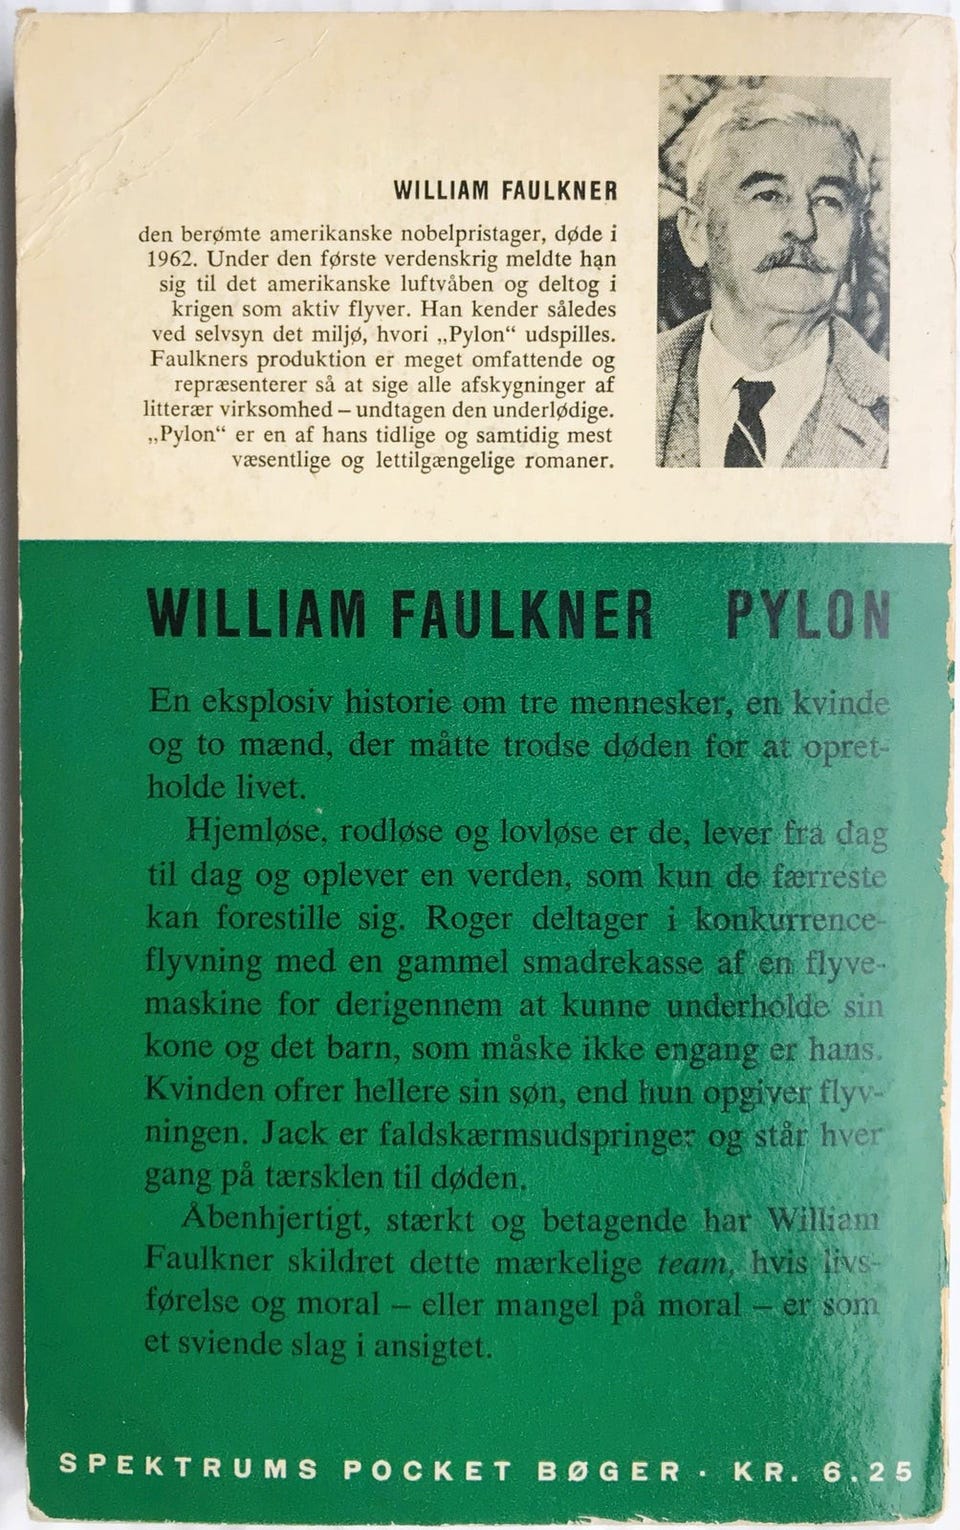 WILLIAM FAULKNER
den berømte amerikanske nobelpristager, døde i
1962. Under den første verdenskrig meldte han
sig til det amerikanske luftvåben og deltog i
krigen som aktiv flyver. Han kender således
ved selvsyn det miljø, hvori „Pylon“ udspilles.
Faulkners produktion er meget omfattende og
repræsenterer så at sige alle afskygninger af
litterær virksomhed – undtagen den underlødige.
„Pylon“ er en af hans tidlige og samtidig mest
væsentlige og lettilgængelige romaner.
WILLIAM FAULKNER PYLON
En eksplosiv historie om tre mennesker, en kvinde
og to mænd, der måtte trodse døden for at opret-
holde livet.
Hjemløse, rodløse og lovløse er de, lever fra dag
til dag og oplever en verden, som kun de færreste
kan forestille sig. Roger deltager i konkurrence-
flyvning med en gammel smadrekasse af en flyve-
maskine for derigennem at kunne underholde sin
kone og det barn, som måske ikke engang er hans.
Kvinden ofrer hellere sin søn, end hun opgiver flyv-
ningen. Jack er faldskærmsudspringer og står hver
gang på tærsklen til døden.
Åbenhjertigt, stærkt og betagende har William
Faulkner skildret dette mærkelige team, hvis livs-
førelse og moral – eller mangel på moral – er som
et sviende slag i ansigtet.
SPEKTRUMS POCKET BØGER · KR. 6.25